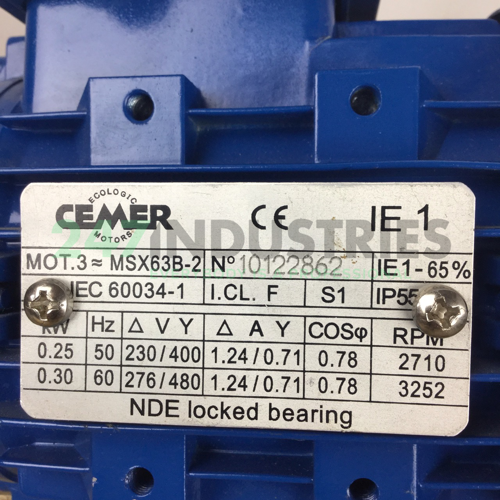 ECOLOGIC
CEMER
MOTORS
CE IE 1
247INDUSTRIES
MOT.3≈ MSX63B-2 Nº 10122862 IE1-65%
IEC 60034-1 I.CL. F S1 IP55
kW Hz Δ V Y Δ A Y COSφ RPM
0.25 50 230/400 1.24/0.71 0.78 2710
0.30 60 276/480 1.24/0.71 0.78 3252
NDE locked bearing